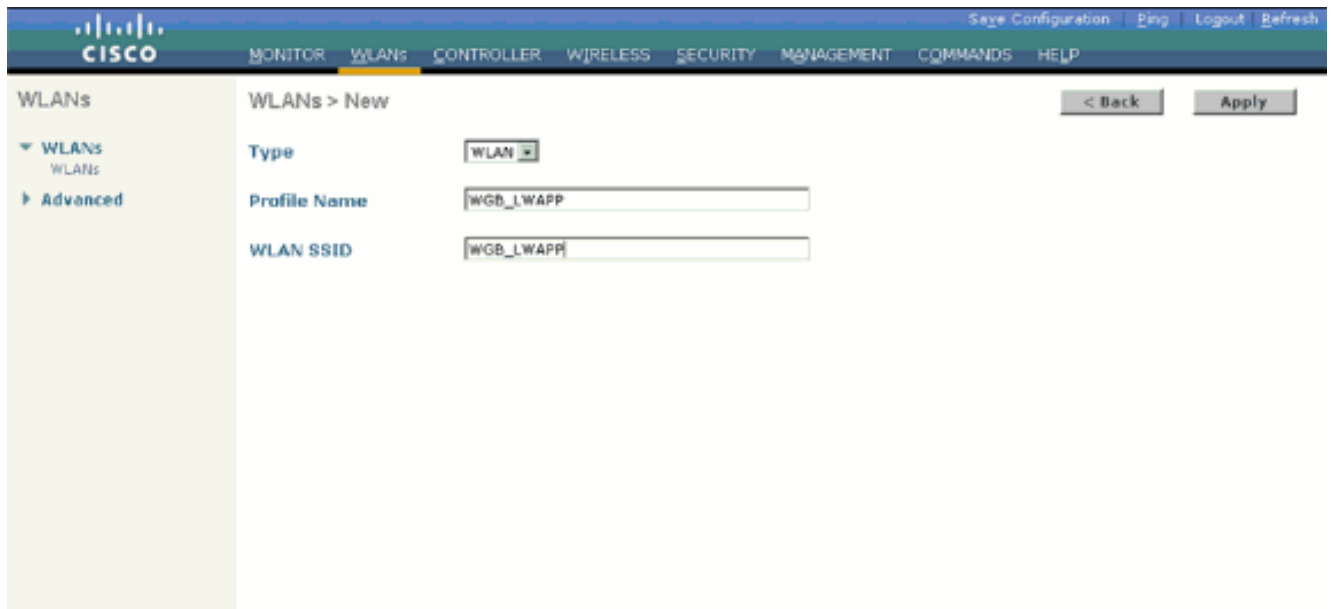 Save Configuration Ping Logout Refresh
CISCO
MONITOR WLANs CONTROLLER WIRELESS SECURITY MANAGEMENT COMMANDS HELP
WLANs
WLANs > New
< Back
Apply
WLANs
WLANs
Advanced
Type WLAN
Profile Name WGB_LWAPP
WLAN SSID WGB_LWAPP